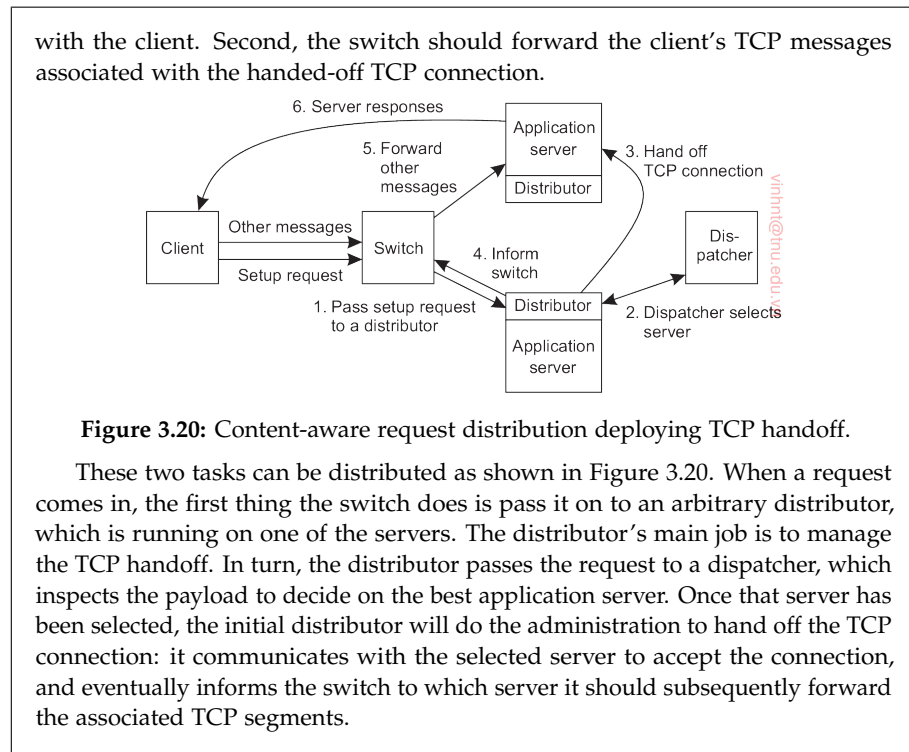 with the client. Second, the switch should forward the client's TCP messages
associated with the handed-off TCP connection.
6. Server responses
Application
server
Distributor
5. Forward
other
messages
3. Hand off
TCP connection
Client
Other messages
Setup request
Switch
4. Inform
switch
Dis-
patcher
1. Pass setup request
to a distributor
Distributor
Application
server
2. Dispatcher selects
server
vinhnt@tnu.edu.v
Figure 3.20: Content-aware request distribution deploying TCP handoff.
These two tasks can be distributed as shown in Figure 3.20. When a request
comes in, the first thing the switch does is pass it on to an arbitrary distributor,
which is running on one of the servers. The distributor's main job is to manage
the TCP handoff. In turn, the distributor passes the request to a dispatcher, which
inspects the payload to decide on the best application server. Once that server has
been selected, the initial distributor will do the administration to hand off the TCP
connection: it communicates with the selected server to accept the connection,
and eventually informs the switch to which server it should subsequently forward
the associated TCP segments.